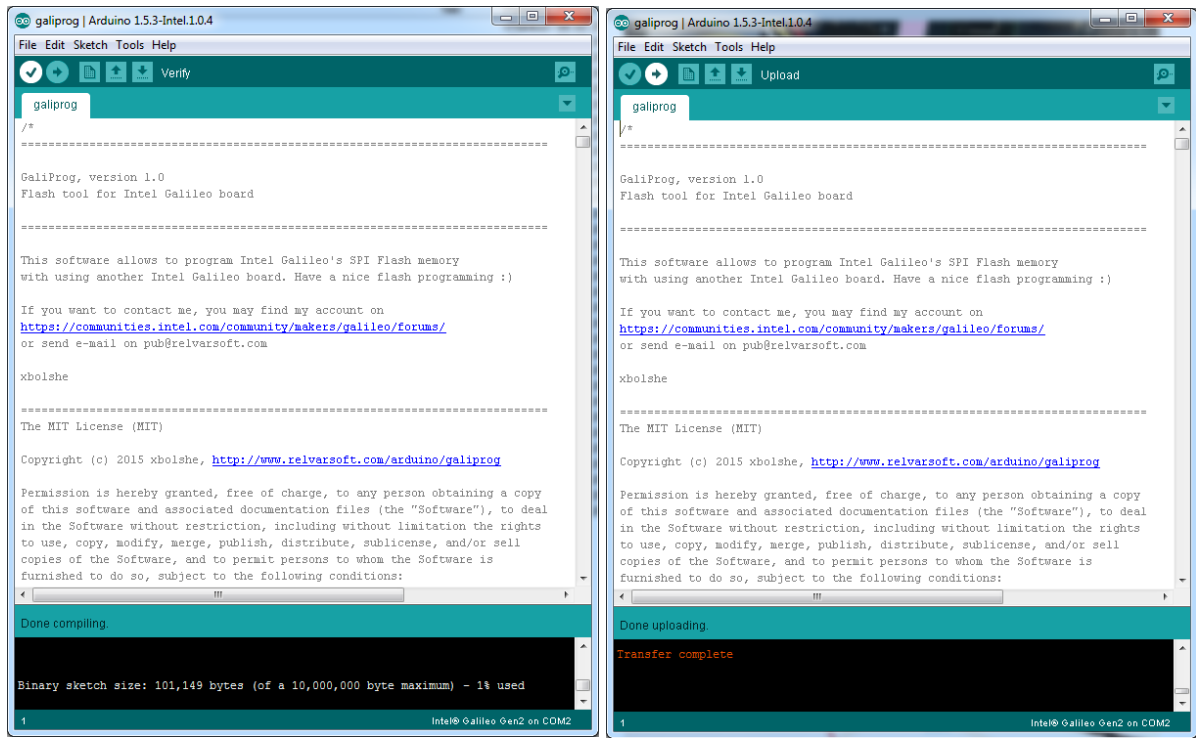 galiprog | Arduino 1.5.3-Intel.1.0.4
File Edit Sketch Tools Help
Verify
galiprog
/*
=============================================================================
GaliProg, version 1.0
Flash tool for Intel Galileo board
=============================================================================
This software allows to program Intel Galileo's SPI Flash memory
with using another Intel Galileo board. Have a nice flash programming :)
If you want to contact me, you may find my account on
https://communities.intel.com/community/makers/galileo/forums/
or send e-mail on pub@relvarsoft.com
xbolshe
=============================================================================
The MIT License (MIT)
Copyright (c) 2015 xbolshe, http://www.relvarsoft.com/arduino/galiprog
Permission is hereby granted, free of charge, to any person obtaining a copy
of this software and associated documentation files (the "Software"), to deal
in the Software without restriction, including without limitation the rights
to use, copy, modify, merge, publish, distribute, sublicense, and/or sell
copies of the Software, and to permit persons to whom the Software is
furnished to do so, subject to the following conditions:
Done compiling.
Binary sketch size: 101,149 bytes (of a 10,000,000 byte maximum) - 1% used
1
Intel® Galileo Gen2 on COM2
galiprog | Arduino 1.5.3-Intel.1.0.4
File Edit Sketch Tools Help
Upload
galiprog
/*
=============================================================================
GaliProg, version 1.0
Flash tool for Intel Galileo board
=============================================================================
This software allows to program Intel Galileo's SPI Flash memory
with using another Intel Galileo board. Have a nice flash programming :)
If you want to contact me, you may find my account on
https://communities.intel.com/community/makers/galileo/forums/
or send e-mail on pub@relvarsoft.com
xbolshe
=============================================================================
The MIT License (MIT)
Copyright (c) 2015 xbolshe, http://www.relvarsoft.com/arduino/galiprog
Permission is hereby granted, free of charge, to any person obtaining a copy
of this software and associated documentation files (the "Software"), to deal
in the Software without restriction, including without limitation the rights
to use, copy, modify, merge, publish, distribute, sublicense, and/or sell
copies of the Software, and to permit persons to whom the Software is
furnished to do so, subject to the following conditions:
Done uploading.
Transfer complete
1
Intel® Galileo Gen2 on COM2